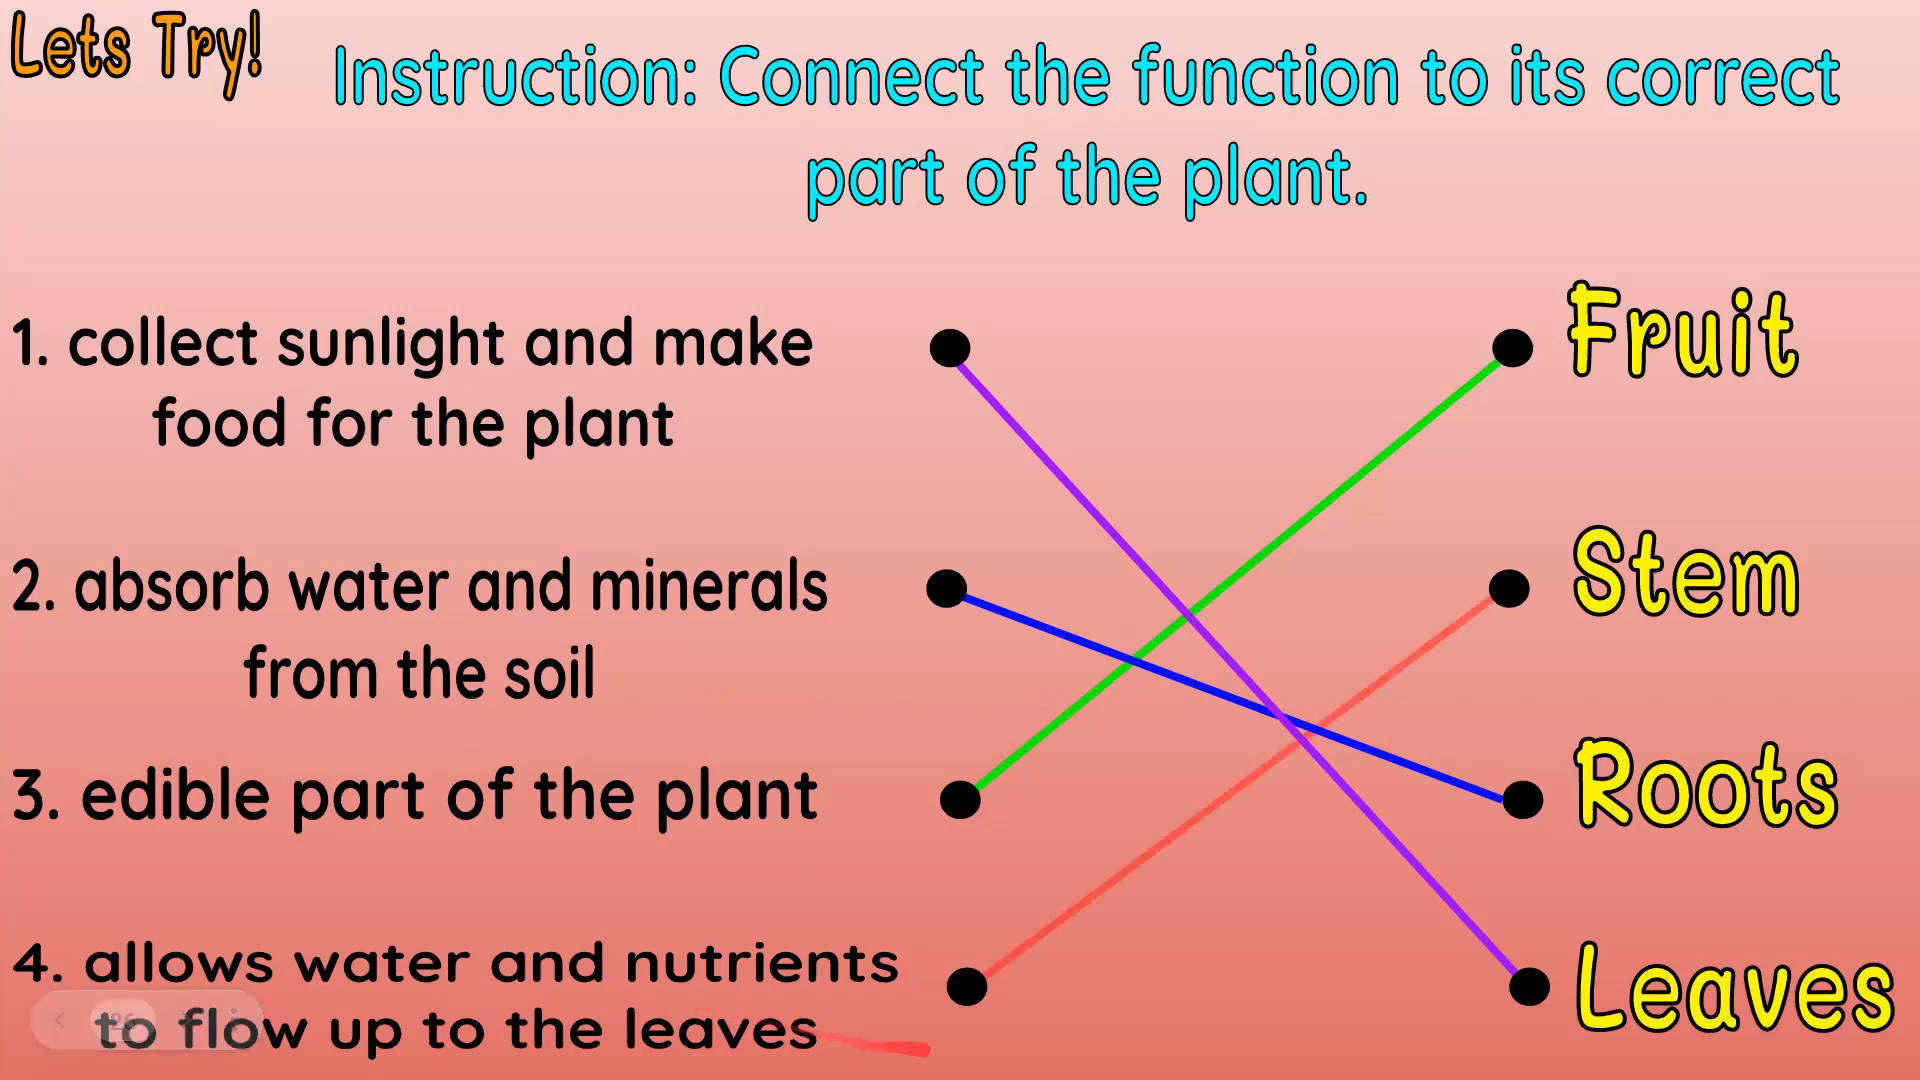 Lets Try!
Instruction: Connect the function to its correct
part of the plant.
1. collect sunlight and make
food for the plant
Fruit
2. absorb water and minerals
from the soil
Stem
3. edible part of the plant
Roots
4. allows water and nutrients
to flow up to the leaves
Leaves
26